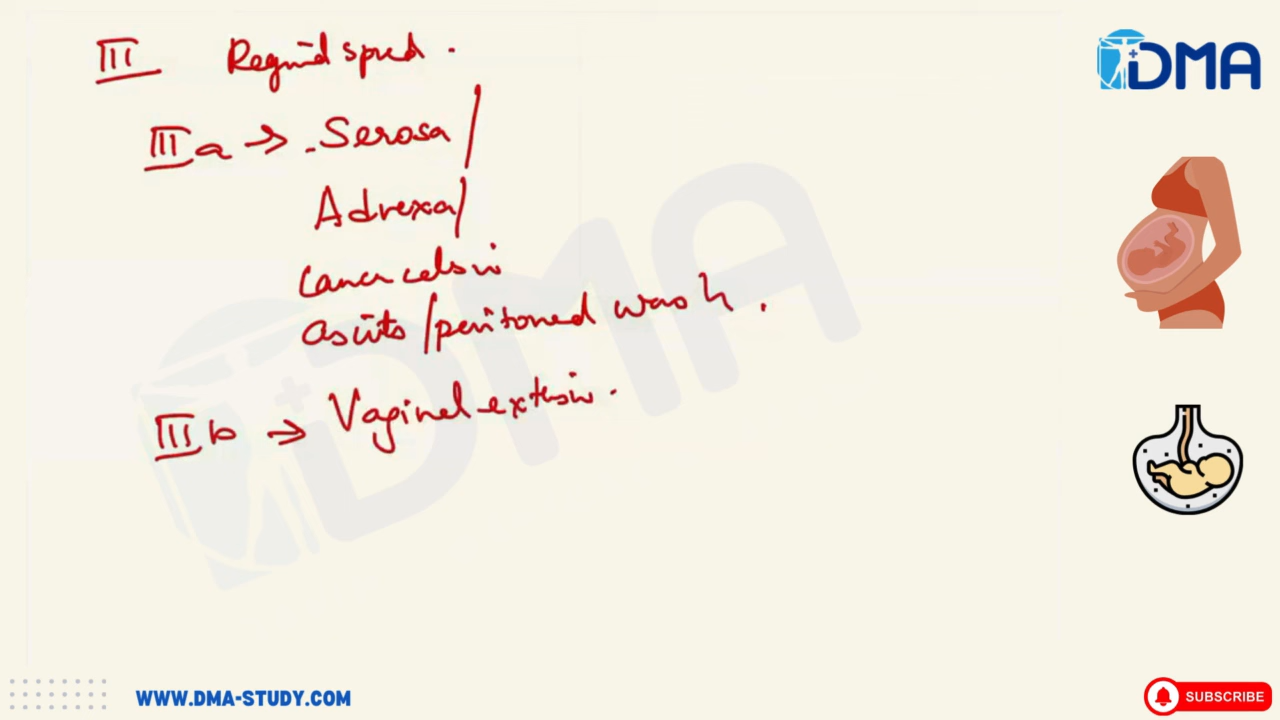 III Regional spread.
IIIa → Serosa/
Adnexa/
Cancer cells in
ascites/peritoneal wash.
IIIb → Vaginal extension.
DMA
DMA
WWW.DMA-STUDY.COM
SUBSCRIBE